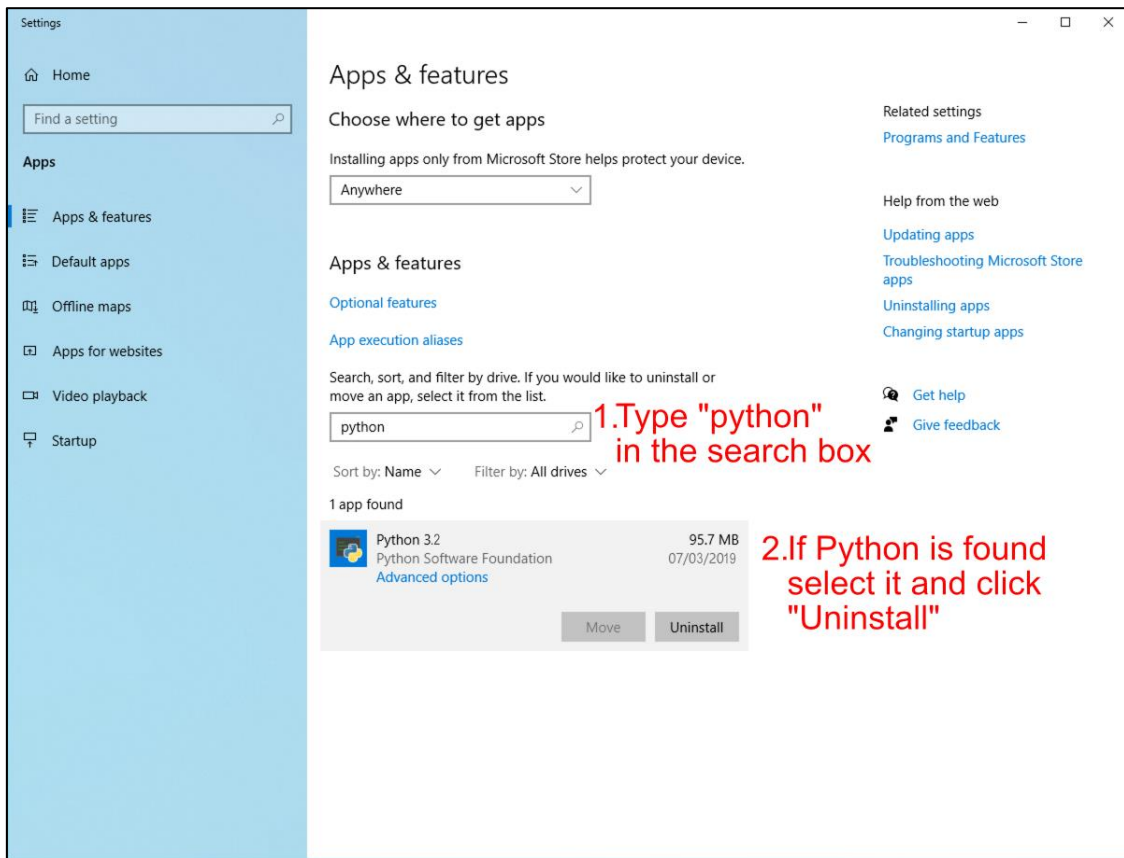 Settings
Home
Find a setting
Apps
Apps & features
Default apps
Offline maps
Apps for websites
Video playback
Startup
Apps & features
Choose where to get apps
Installing apps only from Microsoft Store helps protect your device.
Anywhere
Apps & features
Optional features
App execution aliases
Search, sort, and filter by drive. If you would like to uninstall or
move an app, select it from the list.
python
1.Type "python"
in the search box
Sort by: Name Filter by: All drives
1 app found
Python 3.2 95.7 MB
Python Software Foundation 07/03/2019
Advanced options
Move Uninstall
2.If Python is found
select it and click
"Uninstall"
Related settings
Programs and Features
Help from the web
Updating apps
Troubleshooting Microsoft Store
apps
Uninstalling apps
Changing startup apps
Get help
Give feedback